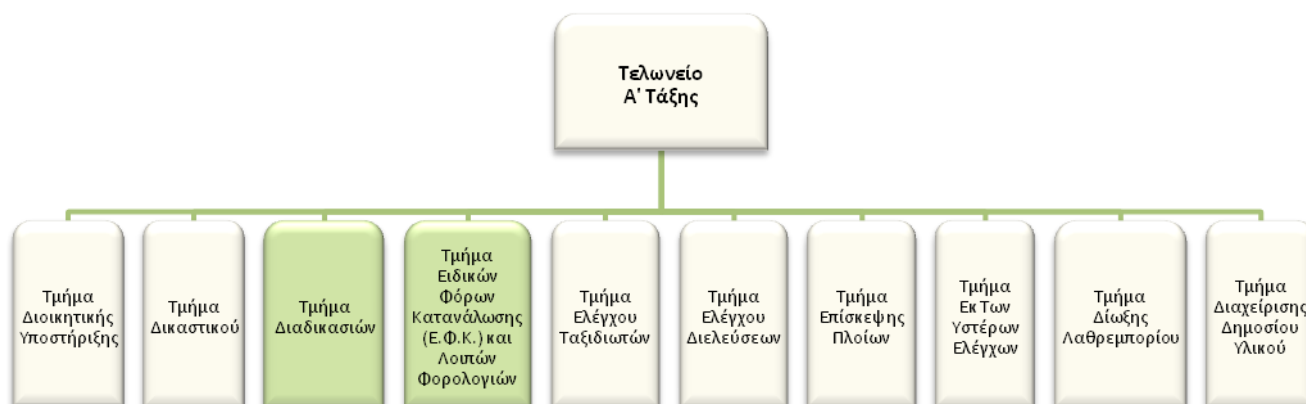 Τελωνείο
Α' Τάξης
Τμήμα
Διοικητικής
Υποστήριξης
Τμήμα
Δικαστικού
Τμήμα
Διαδικασιών
Τμήμα
Ειδικών
Φόρων
Κατανάλωσης
(Ε.Φ.Κ.) και
Λοιπών
Φορολογιών
Τμήμα
Ελέγχου
Ταξιδιωτών
Τμήμα
Ελέγχου
Διελεύσεων
Τμήμα
Επίσκεψης
Πλοίων
Τμήμα
Εκ Των
Υστέρων
Ελέγχων
Τμήμα
Δίωξης
Λαθρεμπορίου
Τμήμα
Διαχείρισης
Δημοσίου
Υλικού